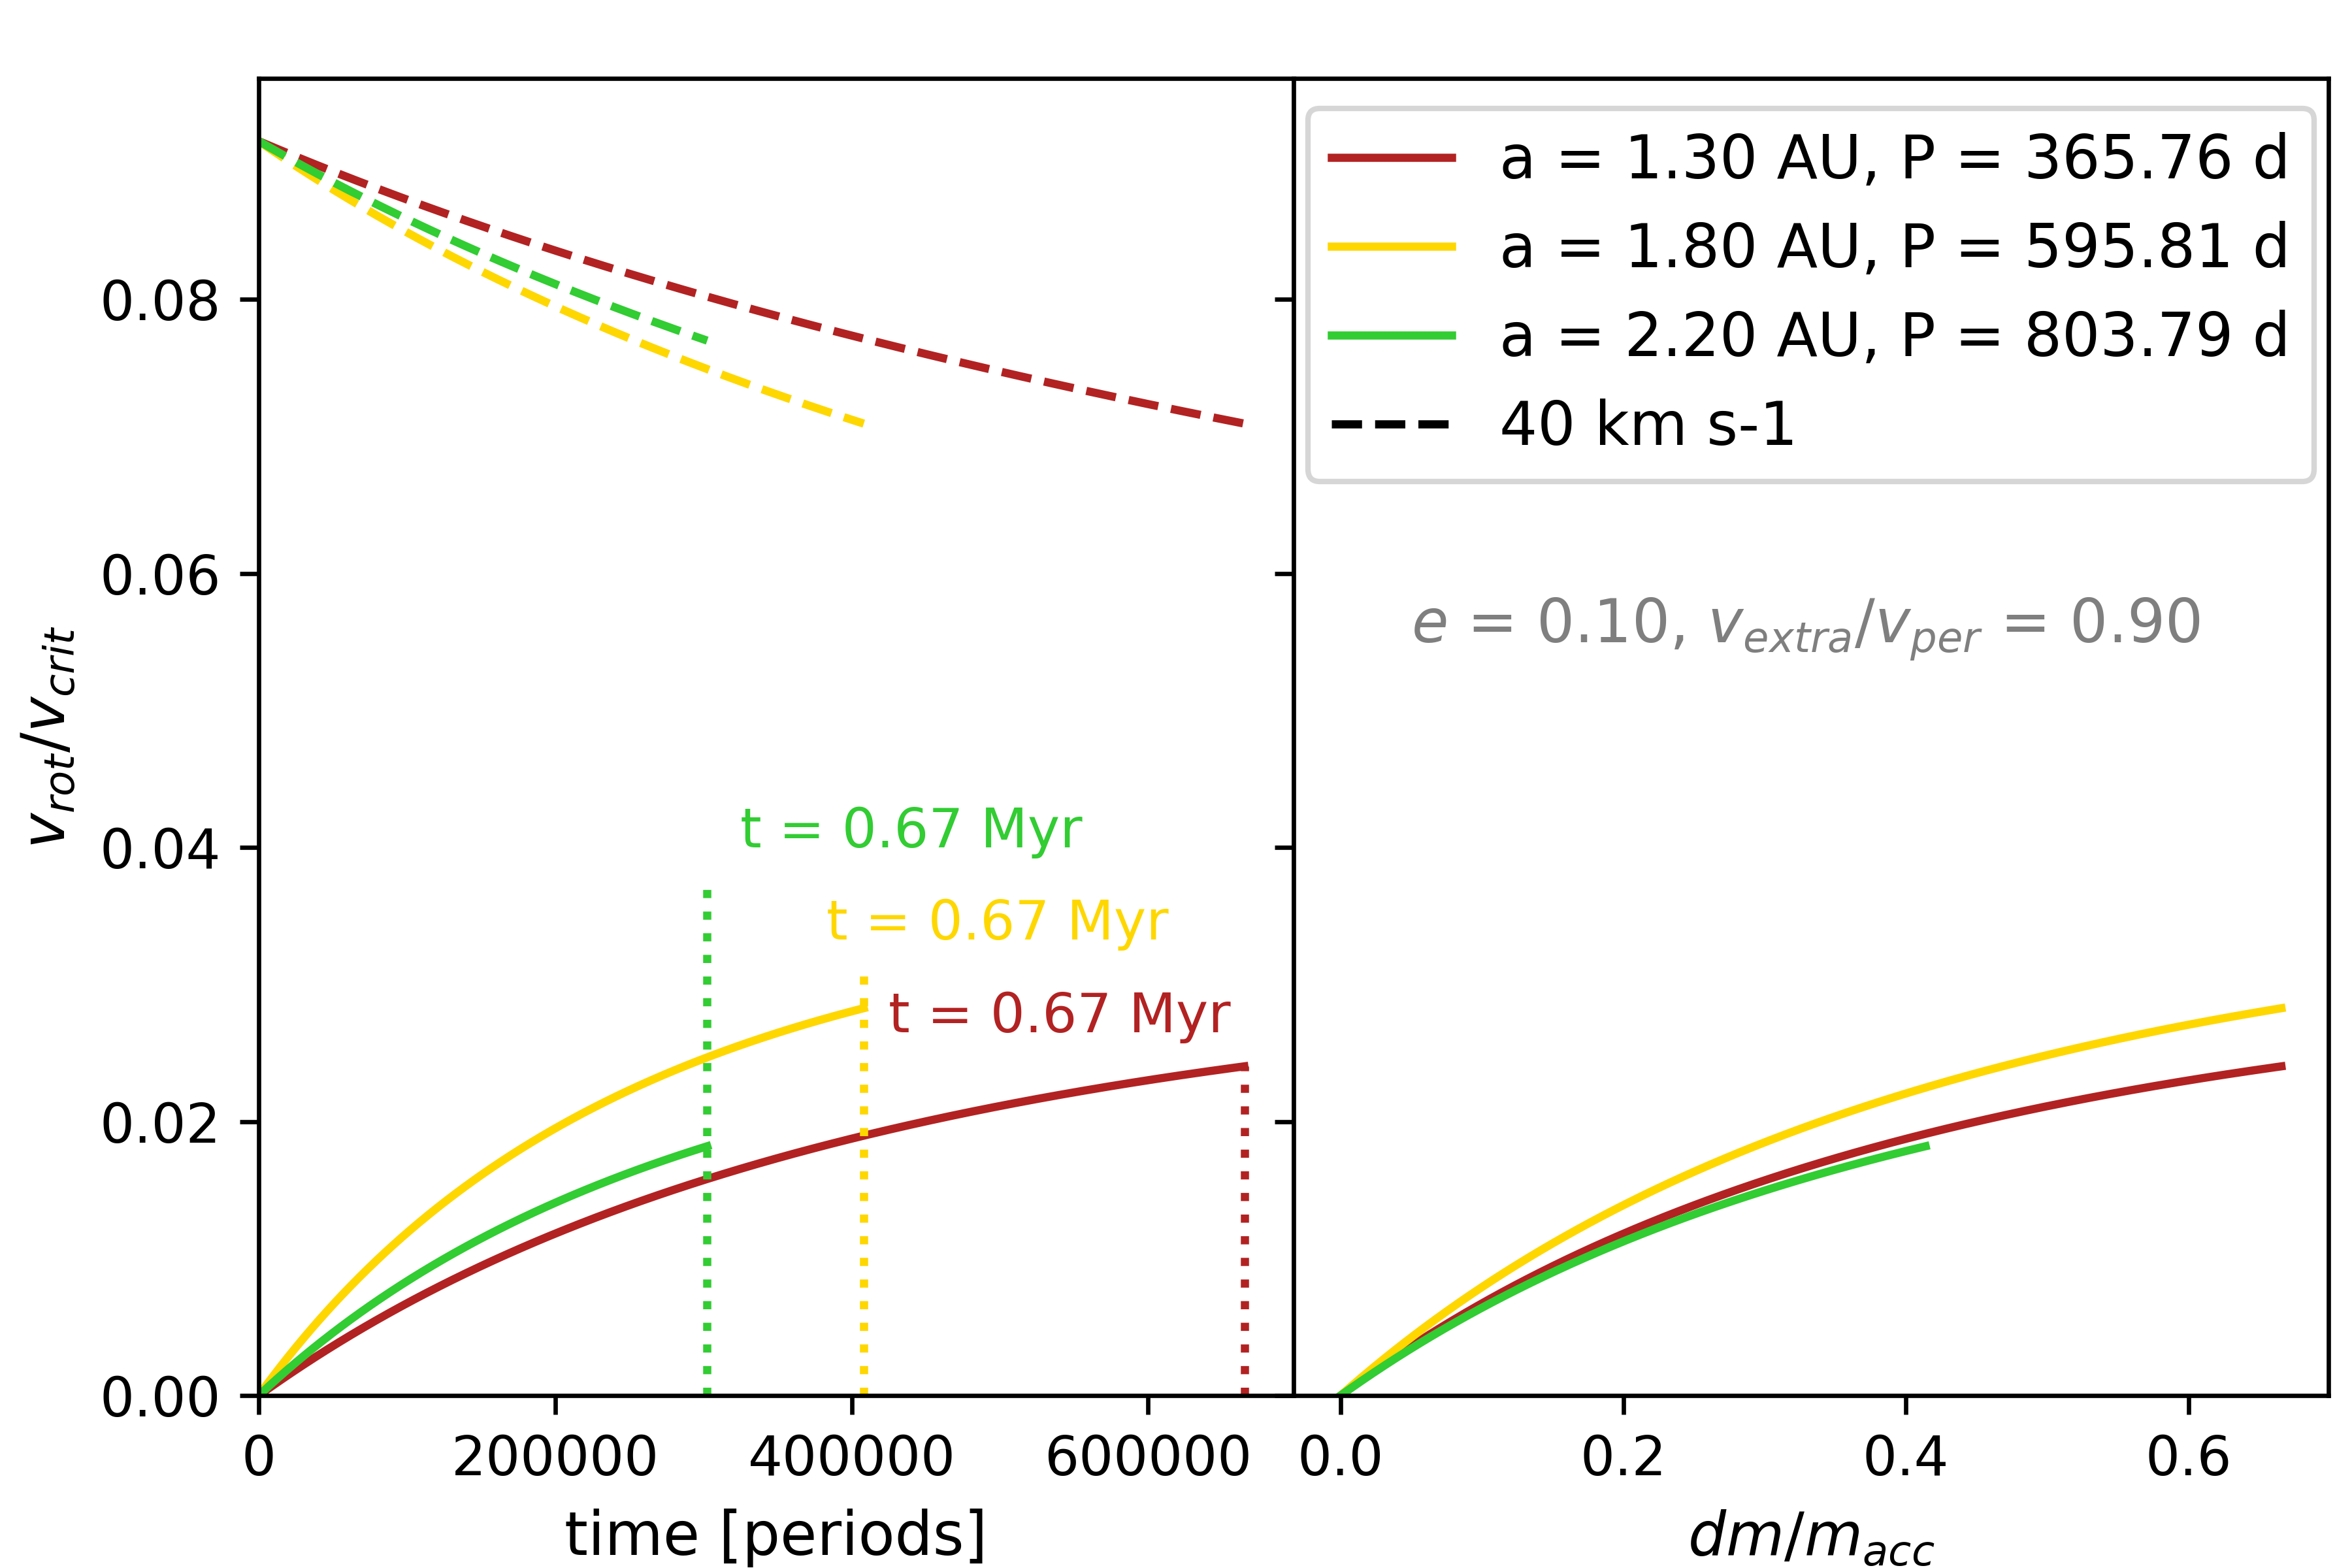 a = 1.30 AU, P = 365.76 d
a = 1.80 AU, P = 595.81 d
a = 2.20 AU, P = 803.79 d
40 km s-1
e = 0.10, v_extra/v_per = 0.90
v_rot/v_crit
0.08
0.06
0.04
0.02
0.00
t = 0.67 Myr
t = 0.67 Myr
t = 0.67 Myr
0 200000 400000 600000
time [periods]
0.0 0.2 0.4 0.6
dm/m_acc